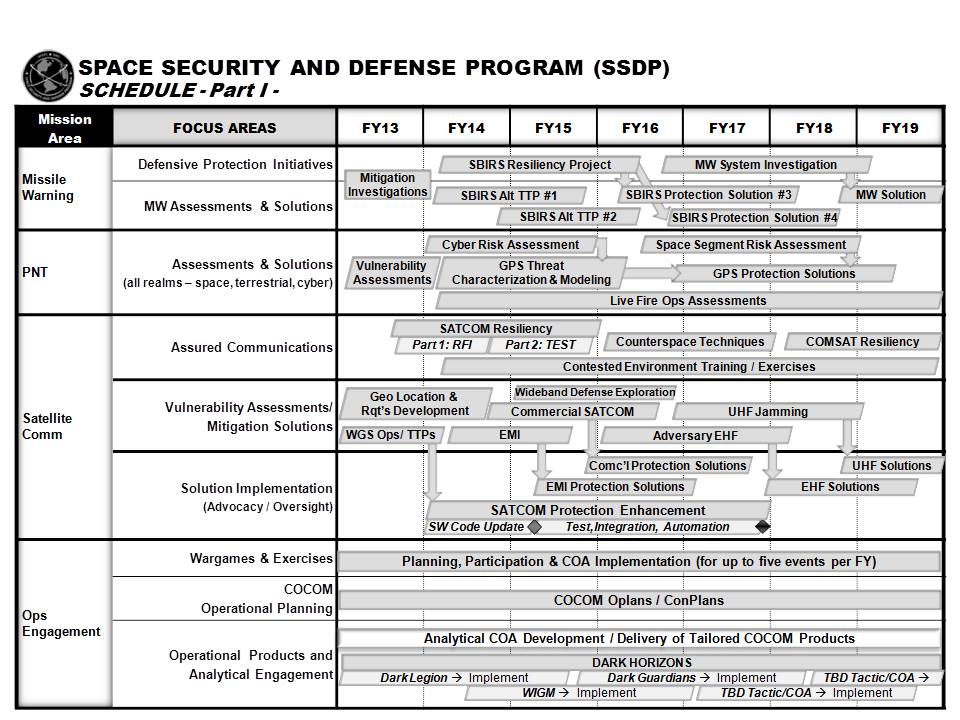 SPACE SECURITY AND DEFENSE PROGRAM (SSDP)
SCHEDULE - Part I -
Mission
Area
FOCUS AREAS
FY13
FY14
FY15
FY16
FY17
FY18
FY19
Missile
Warning
Defensive Protection Initiatives
MW Assessments & Solutions
Mitigation
Investigations
SBIRS Resiliency Project
MW System Investigation
SBIRS Alt TTP #1
SBIRS Protection Solution #3
MW Solution
SBIRS Alt TTP #2
SBIRS Protection Solution #4
PNT
Assessments & Solutions
(all realms – space, terrestrial, cyber)
Cyber Risk Assessment
Space Segment Risk Assessment
Vulnerability
Assessments
GPS Threat
Characterization & Modeling
GPS Protection Solutions
Live Fire Ops Assessments
Satellite
Comm
Assured Communications
SATCOM Resiliency
Part 1: RFI
Part 2: TEST
Counterspace Techniques
COMSAT Resiliency
Contested Environment Training / Exercises
Vulnerability Assessments/
Mitigation Solutions
Geo Location &
Rqt's Development
Wideband Defense Exploration
Commercial SATCOM
UHF Jamming
WGS Ops/ TTPs
EMI
Adversary EHF
Solution Implementation
(Advocacy / Oversight)
Comc'l Protection Solutions
UHF Solutions
EMI Protection Solutions
EHF Solutions
SATCOM Protection Enhancement
SW Code Update
Test, Integration, Automation
Ops
Engagement
Wargames & Exercises
Planning, Participation & COA Implementation (for up to five events per FY)
COCOM
Operational Planning
COCOM Oplans / ConPlans
Operational Products and
Analytical Engagement
Analytical COA Development / Delivery of Tailored COCOM Products
DARK HORIZONS
Dark Legion → Implement
Dark Guardians → Implement
TBD Tactic/COA →
WIGM → Implement
TBD Tactic/COA → Implement